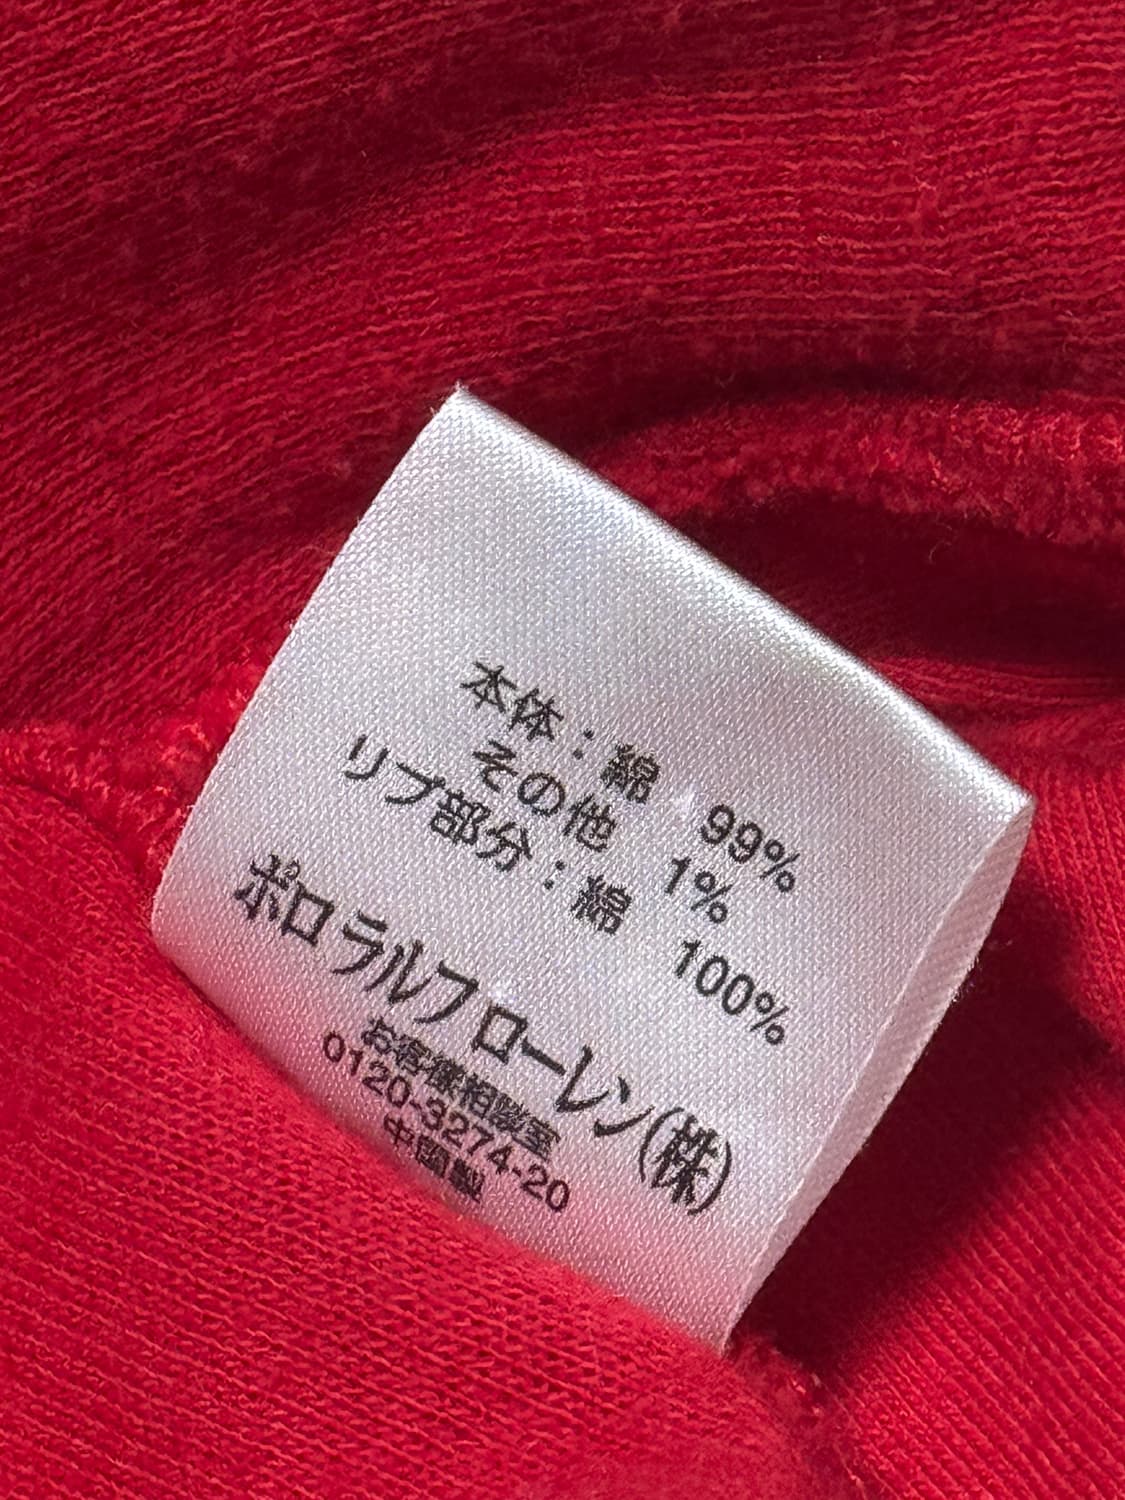 本体：綿 99%
その他 1%
リブ部分：綿 100%
ポロ ラルフ ローレン(株)
お客様相談室
0120-3274-20
中国製